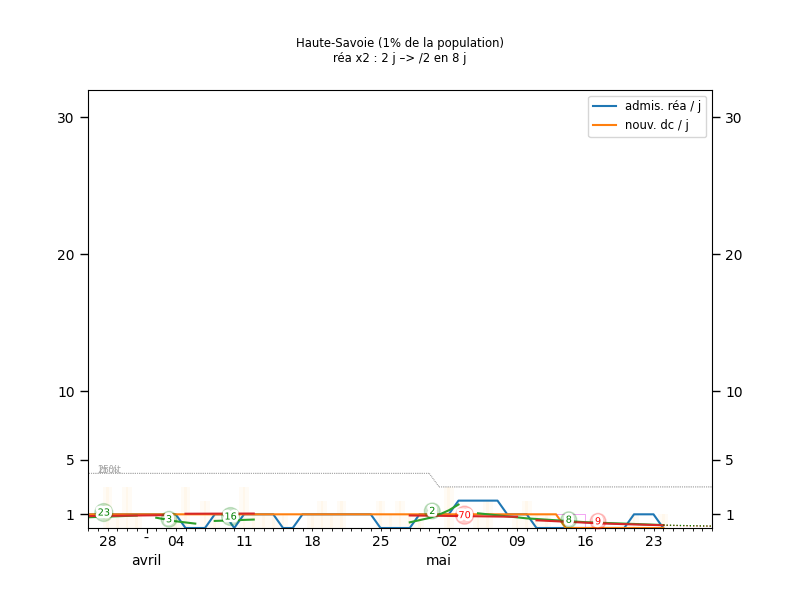 Haute-Savoie (1% de la population)
réa x2 : 2 j –> /2 en 8 j
admis. réa / j
nouv. dc / j
30 30
20 20
10 10
5 5
1 1
23 3 16 2 70 8 9
28 - 04 11 18 25 - 02 09 16 23
avril mai